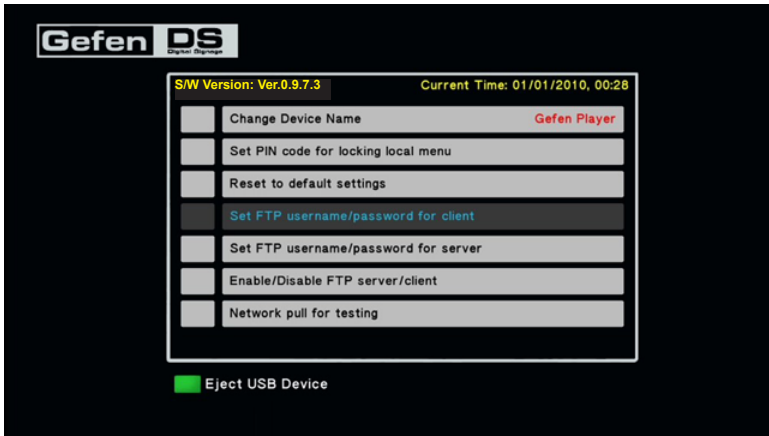 Gefen DS
Digital Signage
S/W Version: Ver.0.9.7.3 Current Time: 01/01/2010, 00:28
Change Device Name Gefen Player
Set PIN code for locking local menu
Reset to default settings
Set FTP username/password for client
Set FTP username/password for server
Enable/Disable FTP server/client
Network pull for testing
Eject USB Device